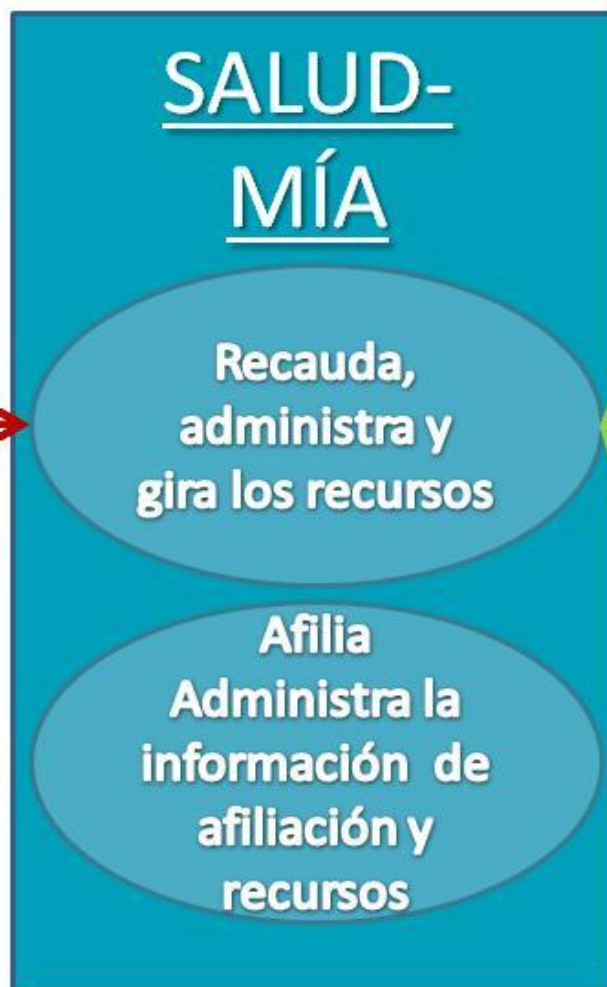 SALUD-
MÍA
Recauda,
administra y
gira los recursos
Afilia
Administra la
información de
afiliación y
recursos